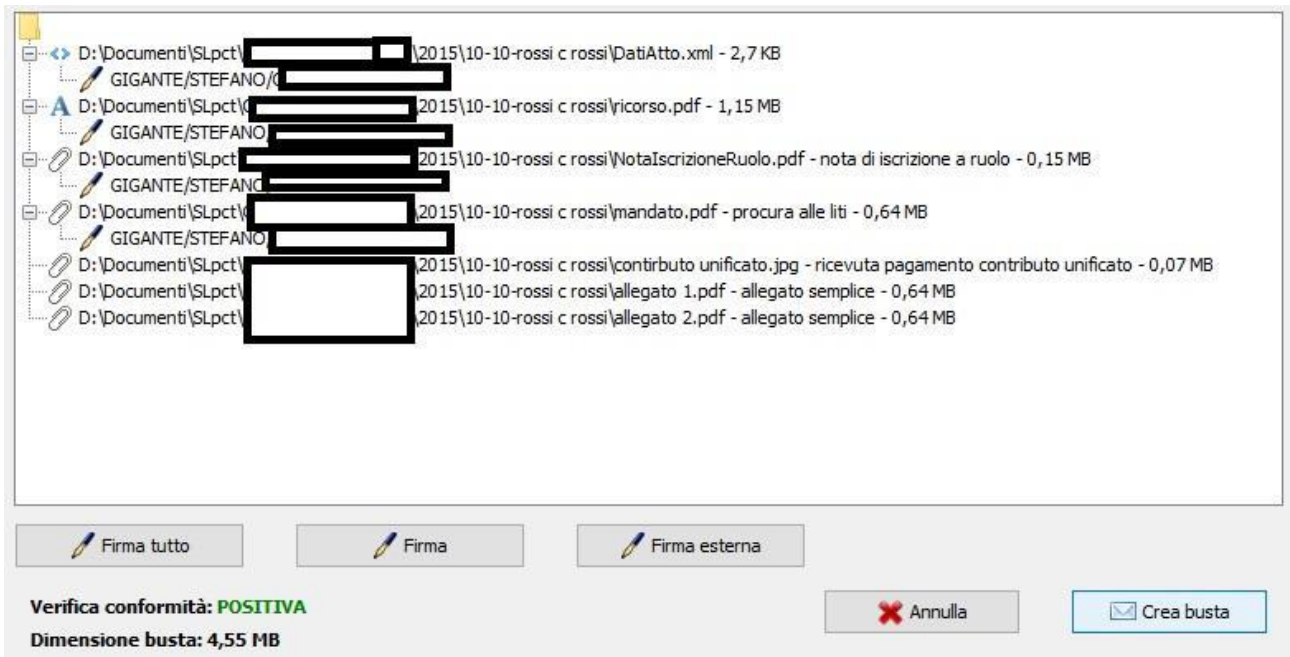 D:\Documenti\SLpct\ \2015\10-10-rossi c rossi\DatiAtto.xml - 2,7 KB
GIGANTE/STEFANO/
D:\Documenti\SLpct\ 2015\10-10-rossi c rossi\ricorso.pdf - 1,15 MB
GIGANTE/STEFANO
D:\Documenti\SLpct 2015\10-10-rossi c rossi\NotaIscrizioneRuolo.pdf - nota di iscrizione a ruolo - 0,15 MB
GIGANTE/STEFANO
D:\Documenti\SLpct\ 2015\10-10-rossi c rossi\mandato.pdf - procura alle liti - 0,64 MB
GIGANTE/STEFANO
D:\Documenti\SLpct\ 2015\10-10-rossi c rossi\contirbuto unificato.jpg - ricevuta pagamento contributo unificato - 0,07 MB
D:\Documenti\SLpct\ 2015\10-10-rossi c rossi\allegato 1.pdf - allegato semplice - 0,64 MB
D:\Documenti\SLpct\ 2015\10-10-rossi c rossi\allegato 2.pdf - allegato semplice - 0,64 MB
Firma tutto
Firma
Firma esterna
Verifica conformità: POSITIVA
Annulla
Crea busta
Dimensione busta: 4,55 MB